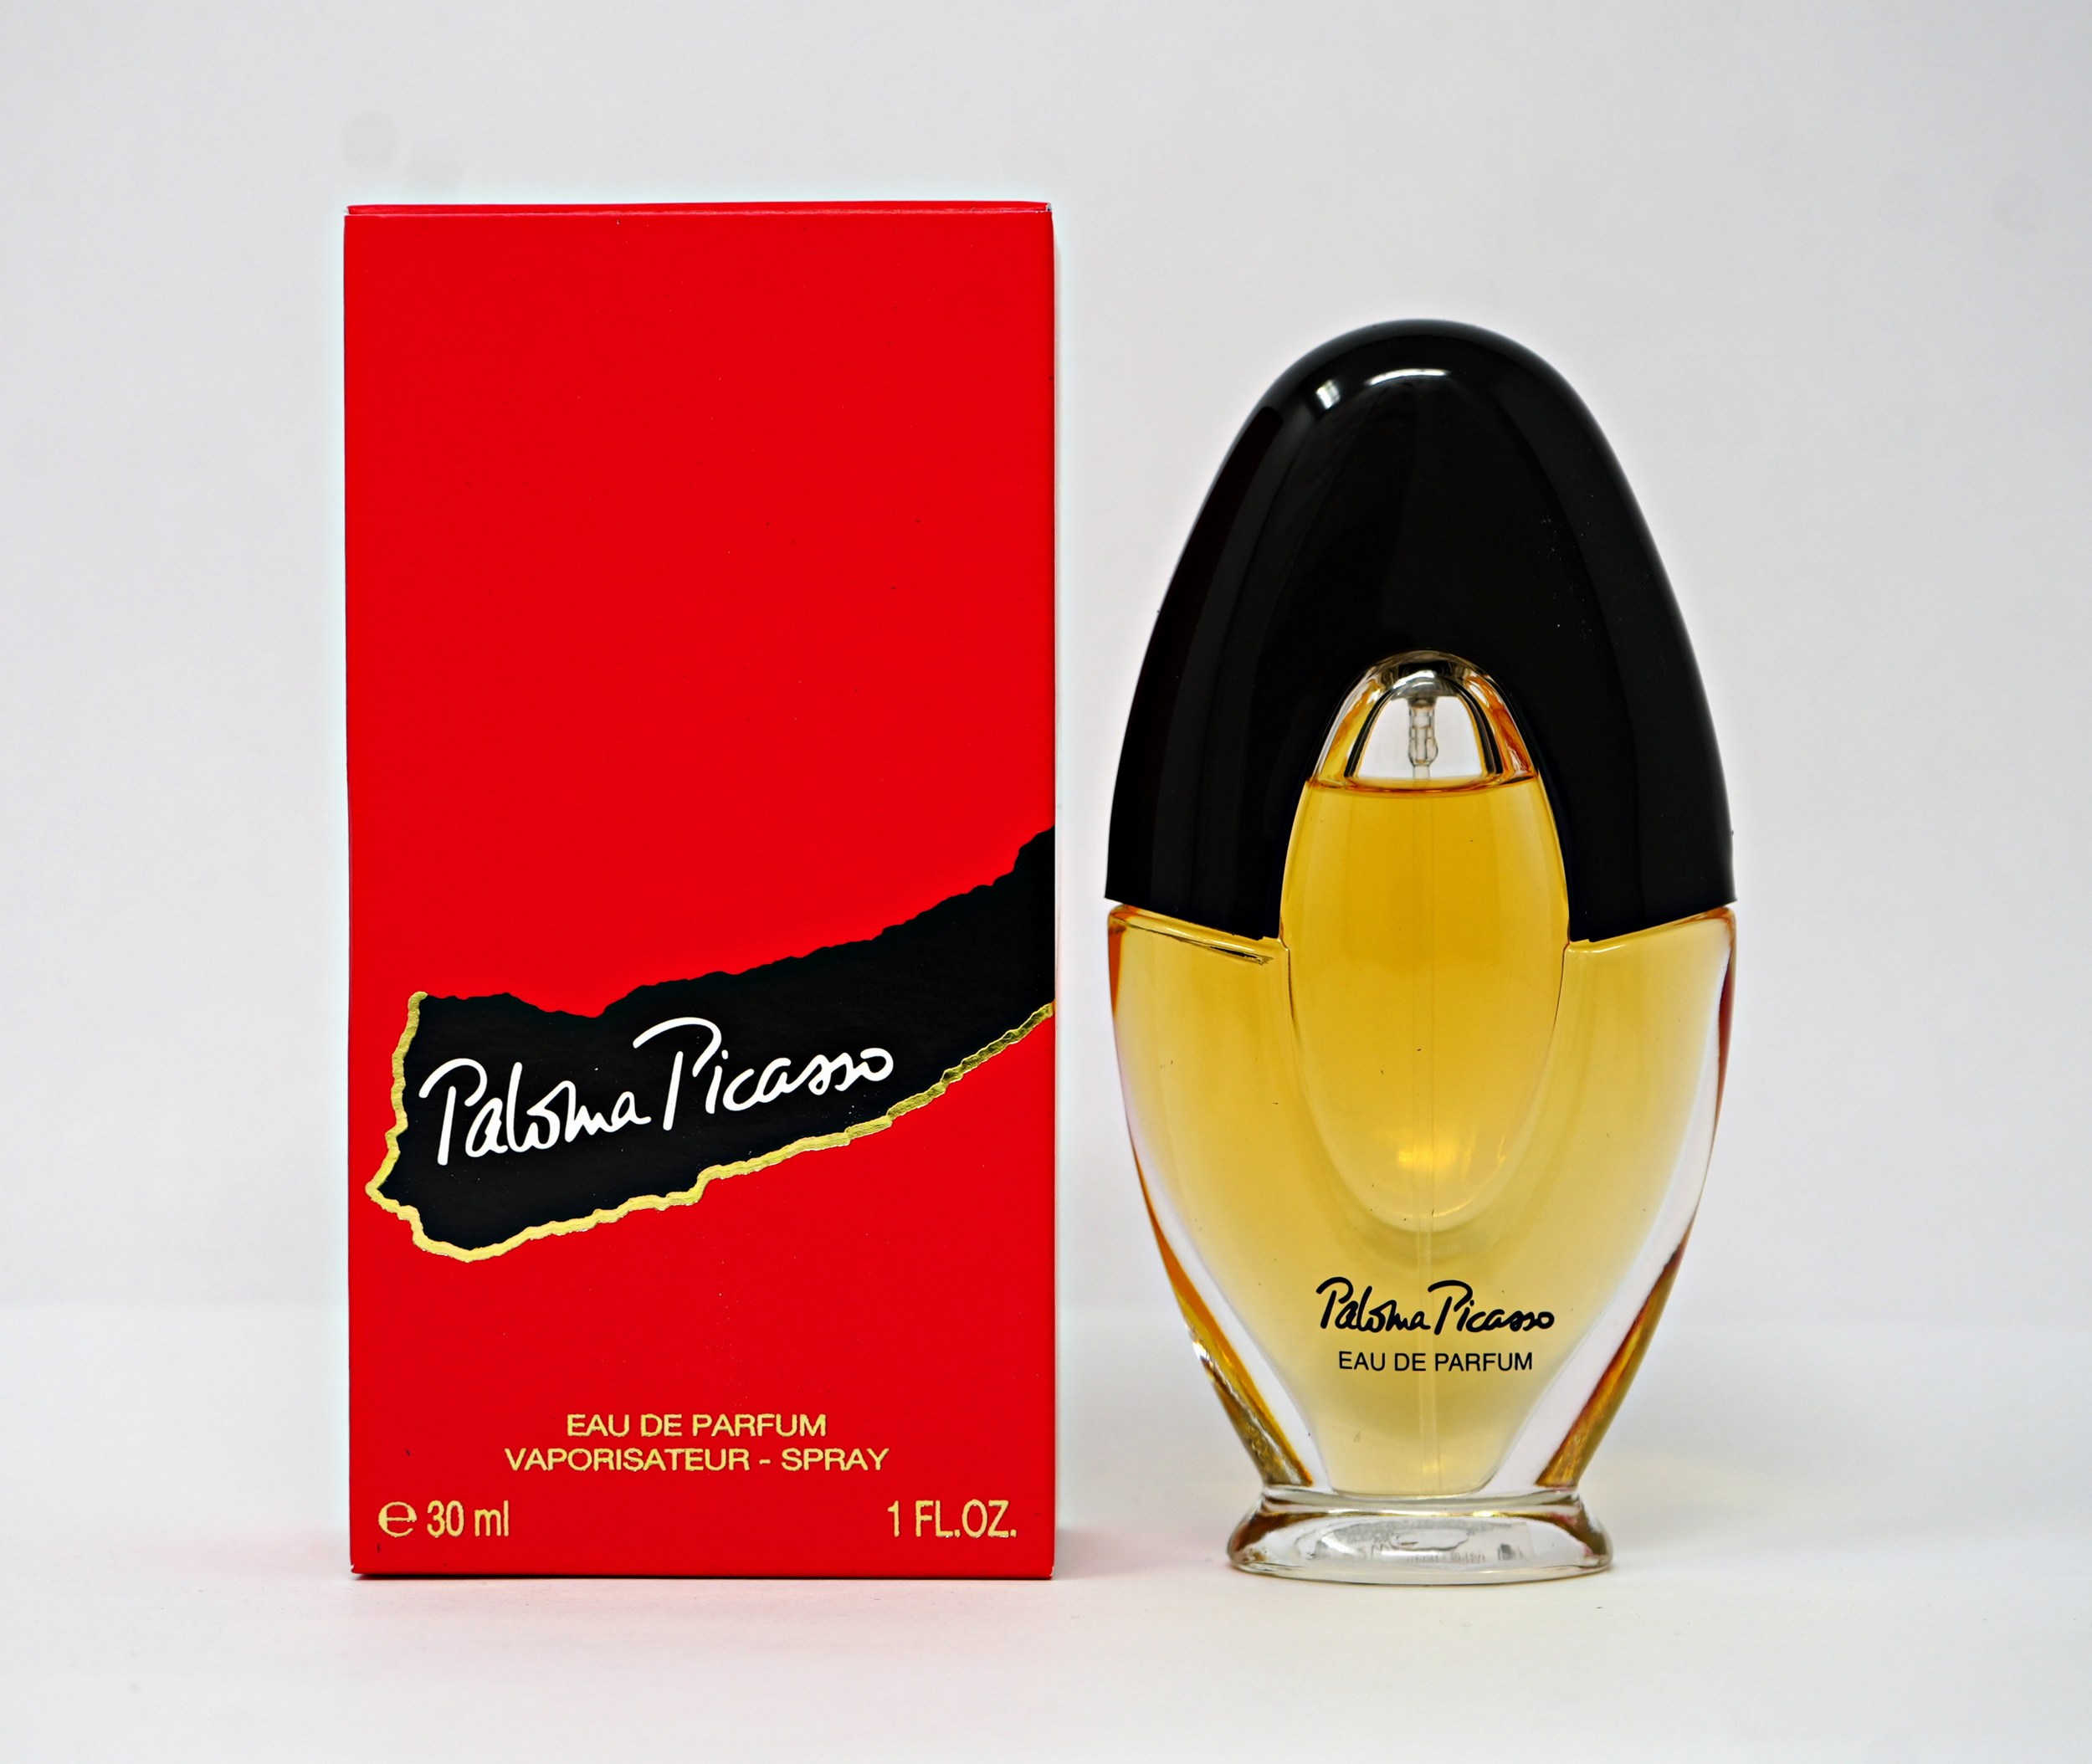 Paloma Picasso
EAU DE PARFUM
VAPORISATEUR - SPRAY
℮ 30 ml 1 FL.OZ.
Paloma Picasso
EAU DE PARFUM